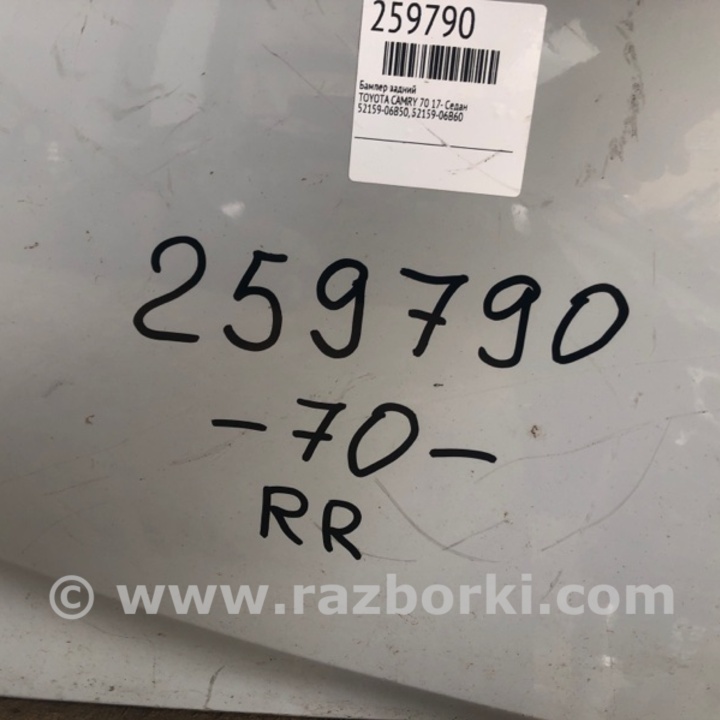 259790
Бампер задний
TOYOTA CAMRY 70 17- Седан
52159-06B50, 52159-06B60
259790
-70-
RR
© www.razborki.com